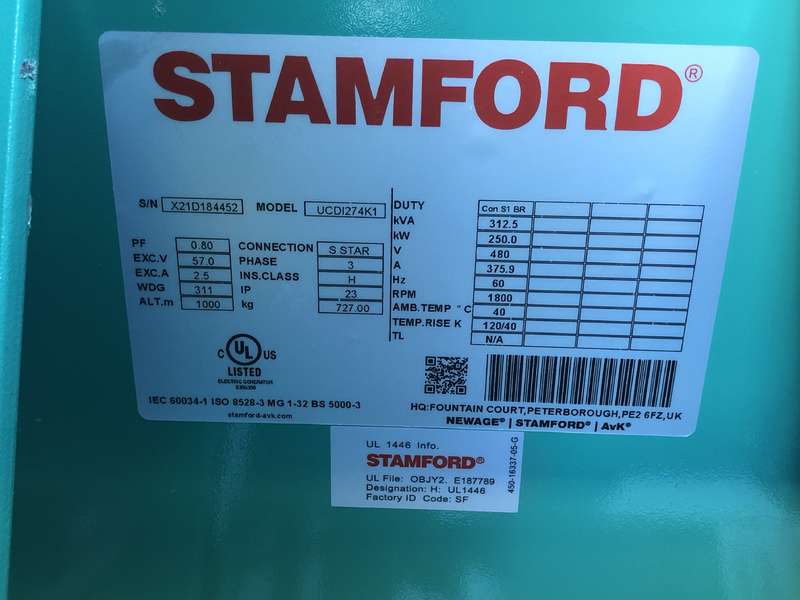 STAMFORD®
S/N X21D184452 MODEL UCDI274K1
PF 0.80 CONNECTION S STAR
EXC.V 57.0 PHASE 3
EXC.A 2.5 INS.CLASS H
WDG 311 IP 23
ALT.m 1000 kg 727.00
DUTY Con S1 BR
kVA 312.5
kW 250.0
V 480
A 375.9
Hz 60
RPM 1800
AMB.TEMP °C 40
TEMP.RISE K 120/40
TL N/A
C UL US
LISTED
ELECTRIC GENERATOR
IEC 60034-1 ISO 8528-3 MG 1-32 BS 5000-3
stamford-avk.com
HQ:FOUNTAIN COURT,PETERBOROUGH,PE2 6FZ,UK
NEWAGE® | STAMFORD® | AvK®
UL 1446 Info.
STAMFORD®
UL File: OBJY2. E187789
Designation: H: UL1446
Factory ID Code: SF
450-16337-05-G